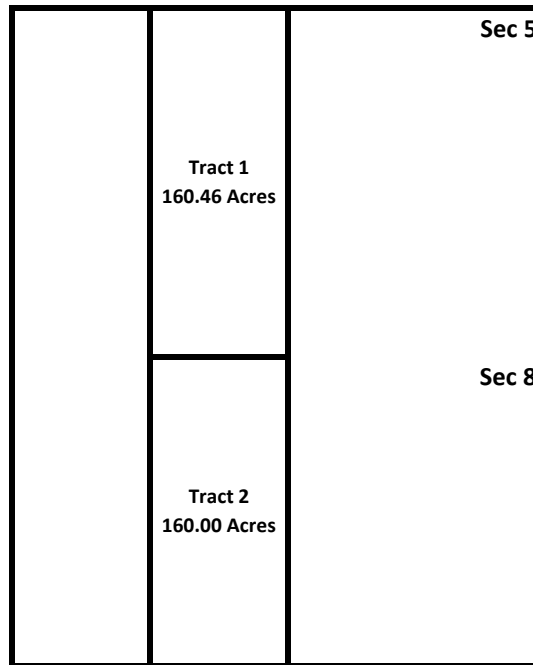 Sec 5
Tract 1
160.46 Acres
Sec 8
Tract 2
160.00 Acres